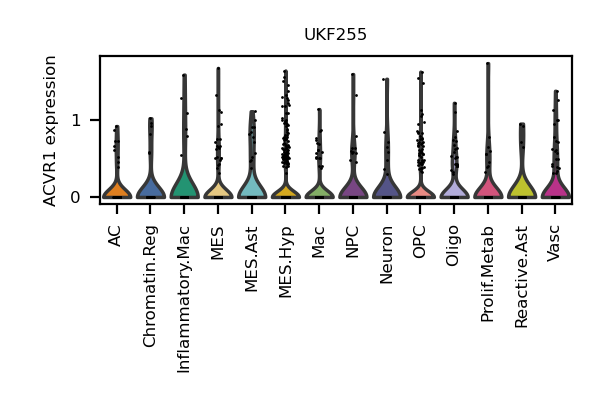 UKF255
ACVR1 expression
1
0
AC
Chromatin.Reg
Inflammatory.Mac
MES
MES.Ast
MES.Hyp
Mac
NPC
Neuron
OPC
Oligo
Prolif.Metab
Reactive.Ast
Vasc